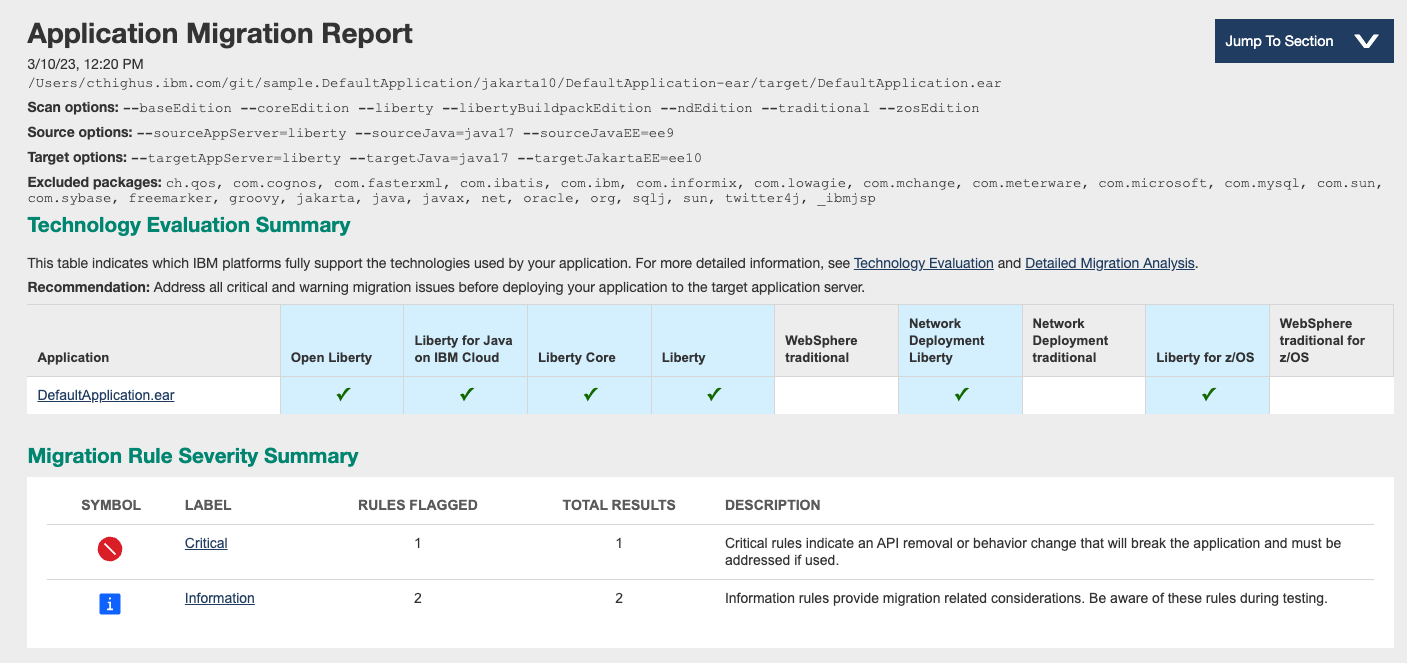 Application Migration Report
Jump To Section
3/10/23, 12:20 PM
/Users/cthighus.ibm.com/git/sample.DefaultApplication/jakarta10/DefaultApplication-ear/target/DefaultApplication.ear
Scan options: --baseEdition --coreEdition --liberty --libertyBuildpackEdition --ndEdition --traditional --zosEdition
Source options: --sourceAppServer=liberty --sourceJava=java17 --sourceJavaEE=ee9
Target options: --targetAppServer=liberty --targetJava=java17 --targetJakartaEE=ee10
Excluded packages: ch.qos, com.cognos, com.fasterxml, com.ibatis, com.ibm, com.informix, com.lowagie, com.mchange, com.meterware, com.microsoft, com.mysql, com.sun,
com.sybase, freemarker, groovy, jakarta, java, javax, net, oracle, org, sqlj, sun, twitter4j, _ibmjsp
Technology Evaluation Summary
This table indicates which IBM platforms fully support the technologies used by your application. For more detailed information, see Technology Evaluation and Detailed Migration Analysis.
Recommendation: Address all critical and warning migration issues before deploying your application to the target application server.
Application
Open Liberty
Liberty for Java
on IBM Cloud
Liberty Core
Liberty
WebSphere
traditional
Network
Deployment
Liberty
Network
Deployment
traditional
Liberty for z/OS
WebSphere
traditional for
z/OS
DefaultApplication.ear ✓ ✓ ✓ ✓ ✓ ✓
Migration Rule Severity Summary
SYMBOL LABEL RULES FLAGGED TOTAL RESULTS DESCRIPTION
Critical 1 1 Critical rules indicate an API removal or behavior change that will break the application and must be
addressed if used.
i Information 2 2 Information rules provide migration related considerations. Be aware of these rules during testing.